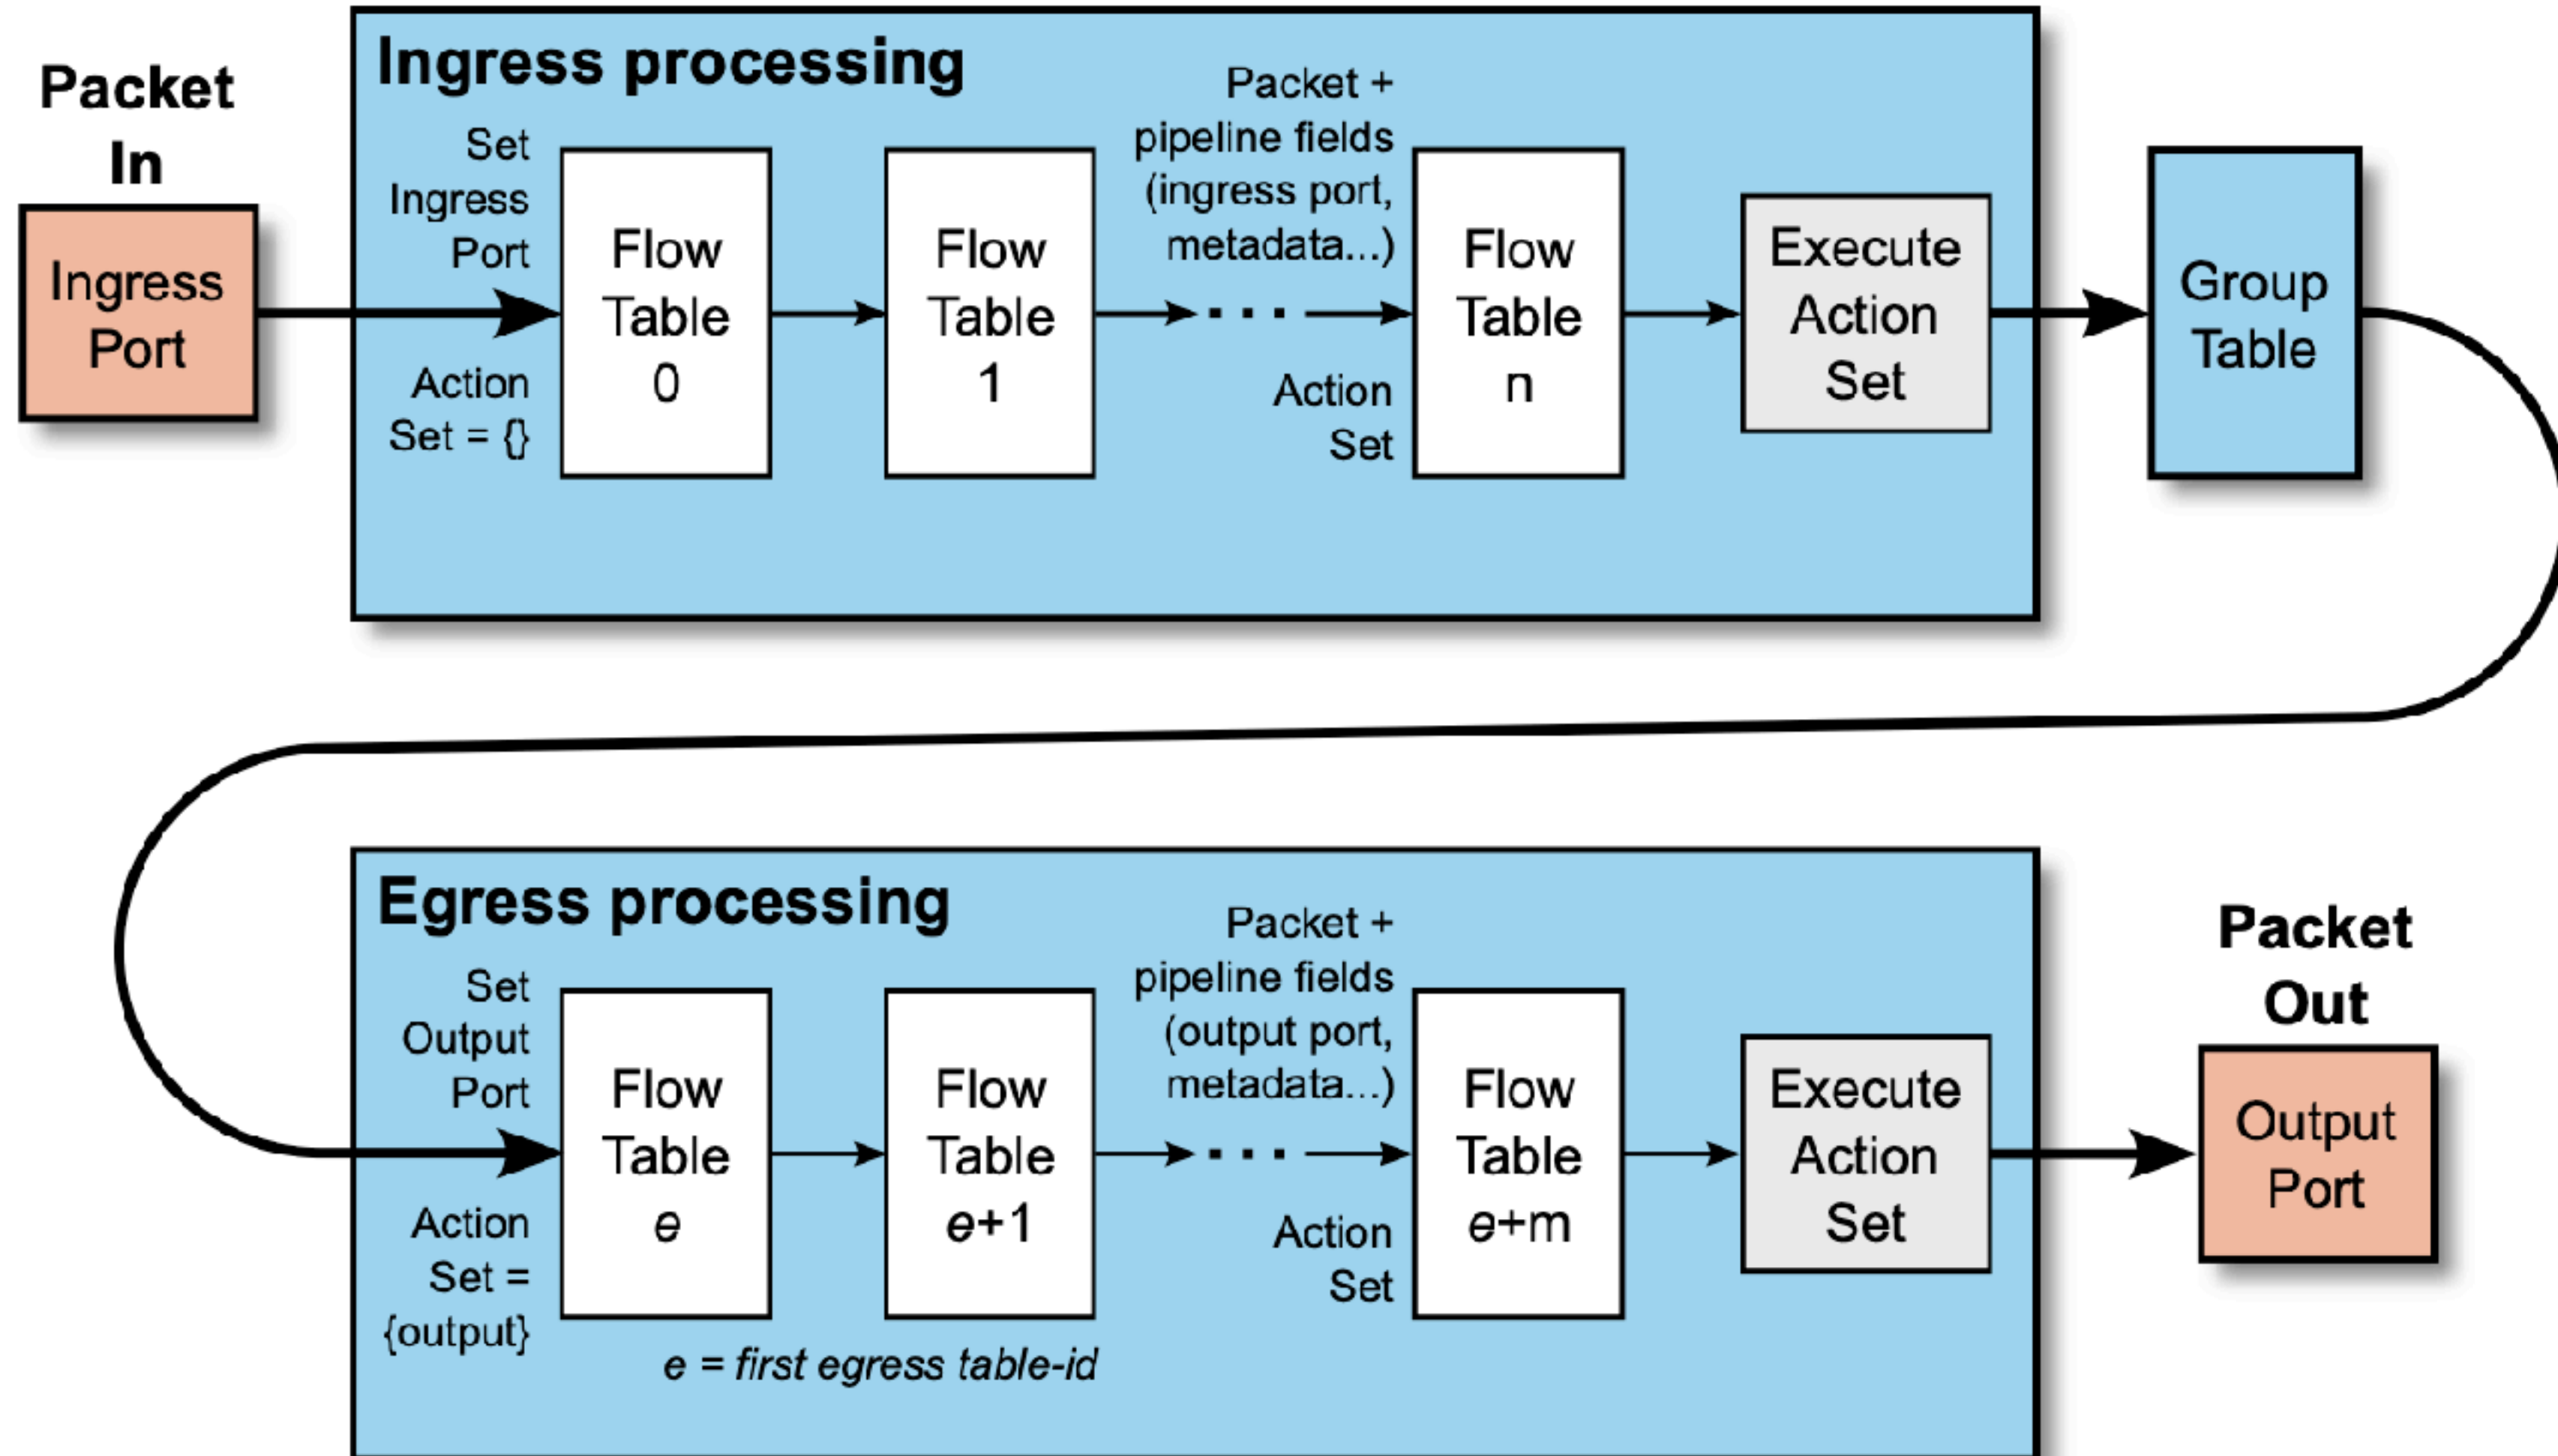 Packet
In
Ingress
Port
Ingress processing
Set
Ingress
Port
Action
Set = {}
Flow
Table
0
Flow
Table
1
Packet +
pipeline fields
(ingress port,
metadata...)
...
Action
Set
Flow
Table
n
Execute
Action
Set
Group
Table
Egress processing
Set
Output
Port
Action
Set =
{output}
Flow
Table
e
Flow
Table
e+1
e = first egress table-id
Packet +
pipeline fields
(output port,
metadata...)
...
Action
Set
Flow
Table
e+m
Execute
Action
Set
Packet
Out
Output
Port